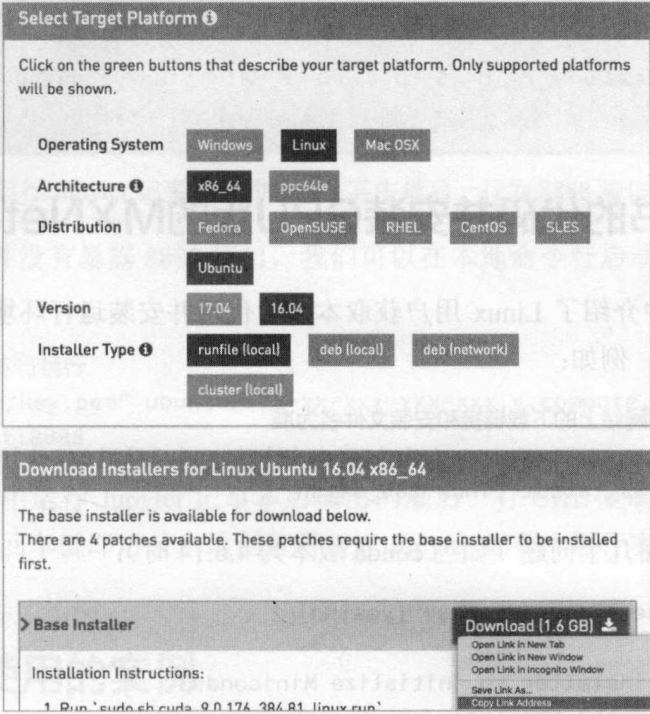 Select Target Platform
Click on the green buttons that describe your target platform. Only supported platforms
will be shown.
Operating System Windows Linux Mac OSX
Architecture x86_64 ppc64le
Distribution Fedora OpenSUSE RHEL CentOS SLES
Ubuntu
Version 17.04 16.04
Installer Type runfile (local) deb (local) deb (network)
cluster (local)
Download Installers for Linux Ubuntu 16.04 x86_64
The base installer is available for download below.
There are 4 patches available. These patches require the base installer to be installed
first.
> Base Installer Download (1.6 GB)
Open Link in New Tab
Open Link in New Window
Open Link in Incognito Window
Installation Instructions:
Save Link As...
Copy Link Address
1. Run `sudo sh cuda_9.0.176_384.81_linux.run`